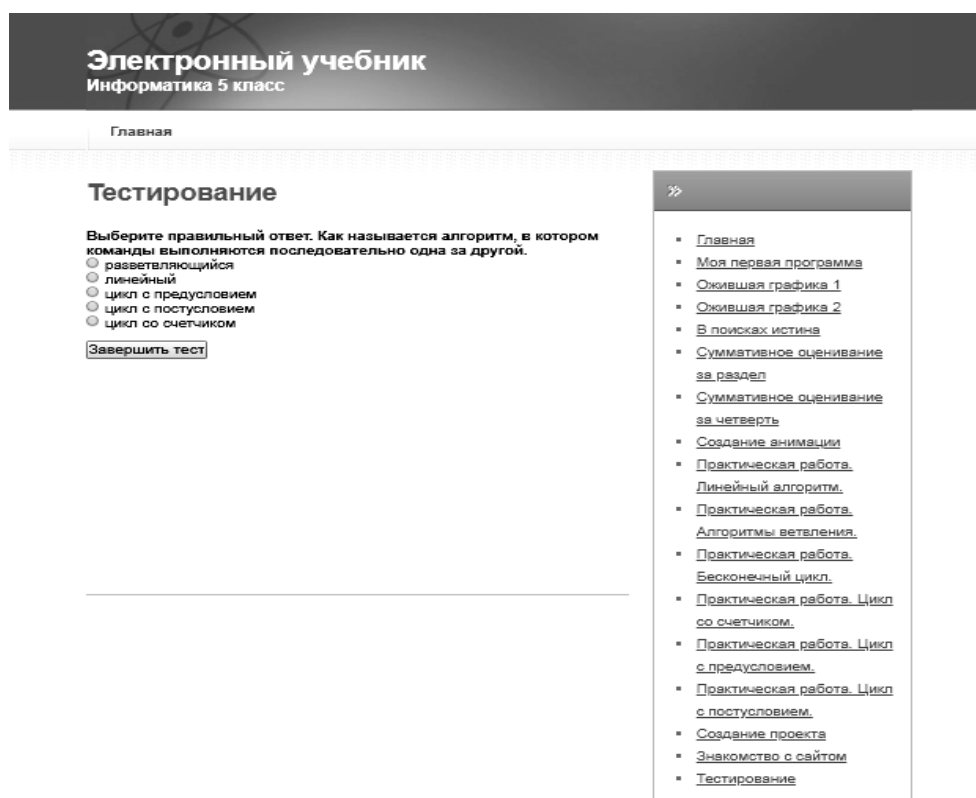 Электронный учебник
Информатика 5 класс
Главная
Тестирование
Выберите правильный ответ. Как называется алгоритм, в котором
команды выполняются последовательно одна за другой.
разветвляющийся
линейный
цикл с предусловием
цикл с постусловием
цикл со счетчиком
Завершить тест
»
Главная
Моя первая программа
Ожившая графика 1
Ожившая графика 2
В поисках истина
Суммативное оценивание
за раздел
Суммативное оценивание
за четверть
Создание анимации
Практическая работа.
Линейный алгоритм.
Практическая работа.
Алгоритмы ветвления.
Практическая работа.
Бесконечный цикл.
Практическая работа. Цикл
со счетчиком.
Практическая работа. Цикл
с предусловием.
Практическая работа. Цикл
с постусловием.
Создание проекта
Знакомство с сайтом
Тестирование